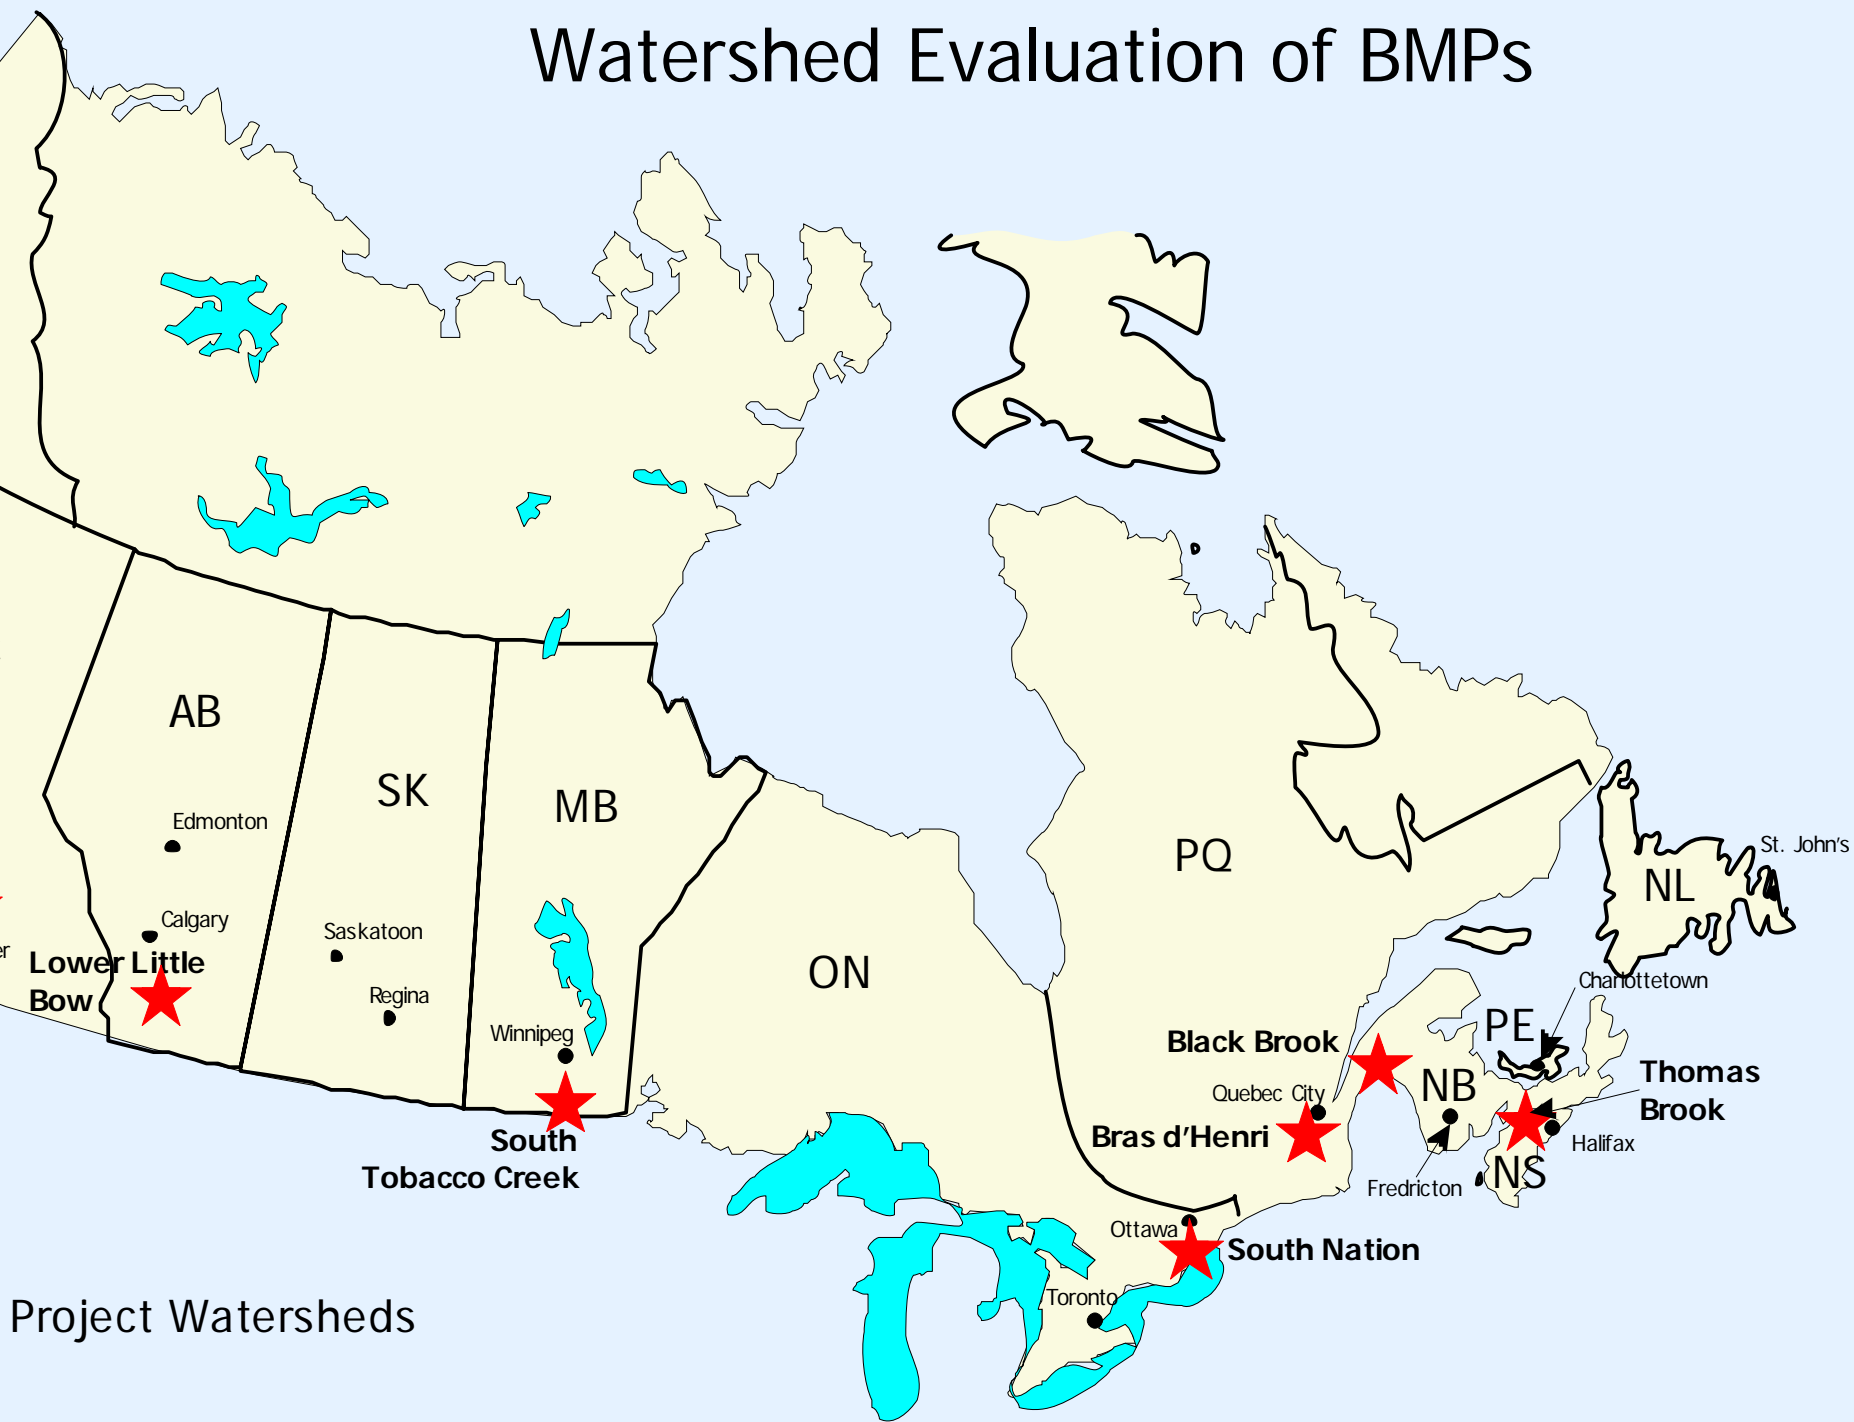 Watershed Evaluation of BMPs
AB
SK
MB
Edmonton
PQ
St. John's
NL
Calgary
Saskatoon
er
Lower Little
Bow
ON
Charlottetown
Regina
PE
Winnipeg
Black Brook
NB
Thomas
Brook
Quebec City
South
Tobacco Creek
Bras d'Henri
Halifax
NS
Fredricton
Ottawa
South Nation
Toronto
Project Watersheds